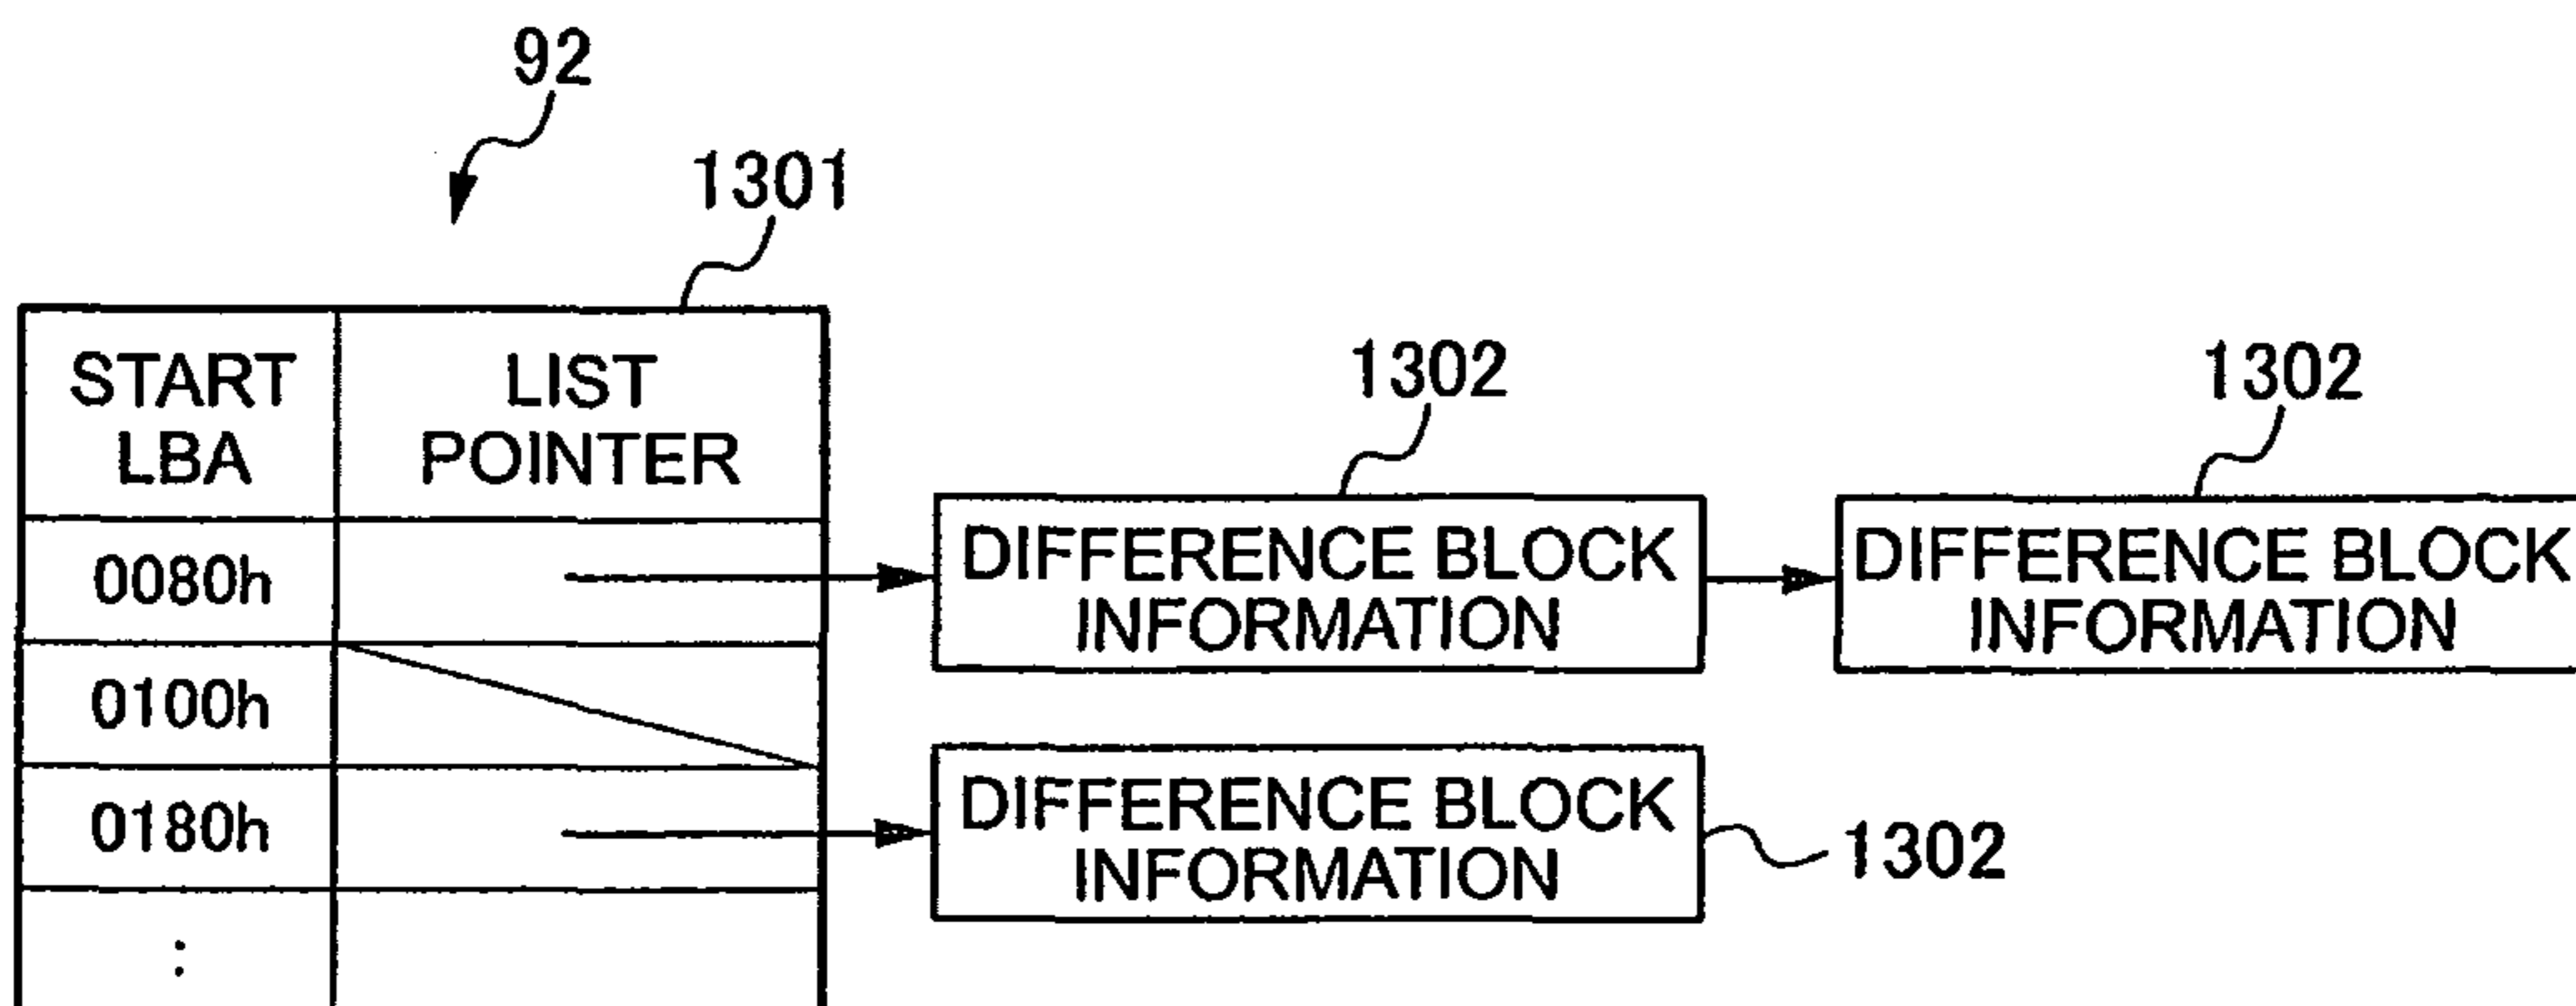 92
1301
START
LBA
LIST
POINTER
1302
1302
DIFFERENCE BLOCK
INFORMATION
DIFFERENCE BLOCK
INFORMATION
0080h
0100h
0180h
DIFFERENCE BLOCK
INFORMATION
1302
: